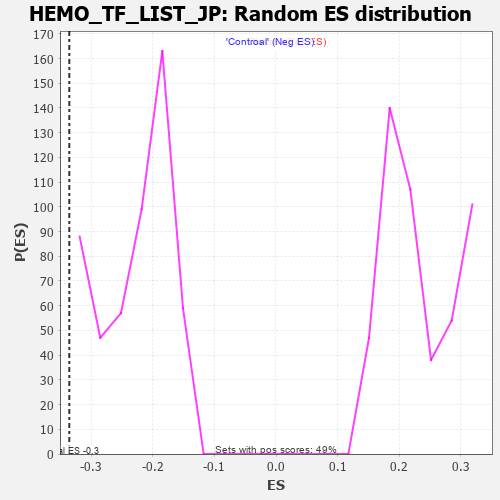 HEMO_TF_LIST_JP: Random ES distribution
'Controal' (Neg ES) ES)
170
160
150
140
130
120
110
100
90
80
70
60
50
40
30
20
10
0
P(ES)
l ES -0.3
Sets with pos scores: 49%
-0.3 -0.2 -0.1 0.0 0.1 0.2 0.3
ES